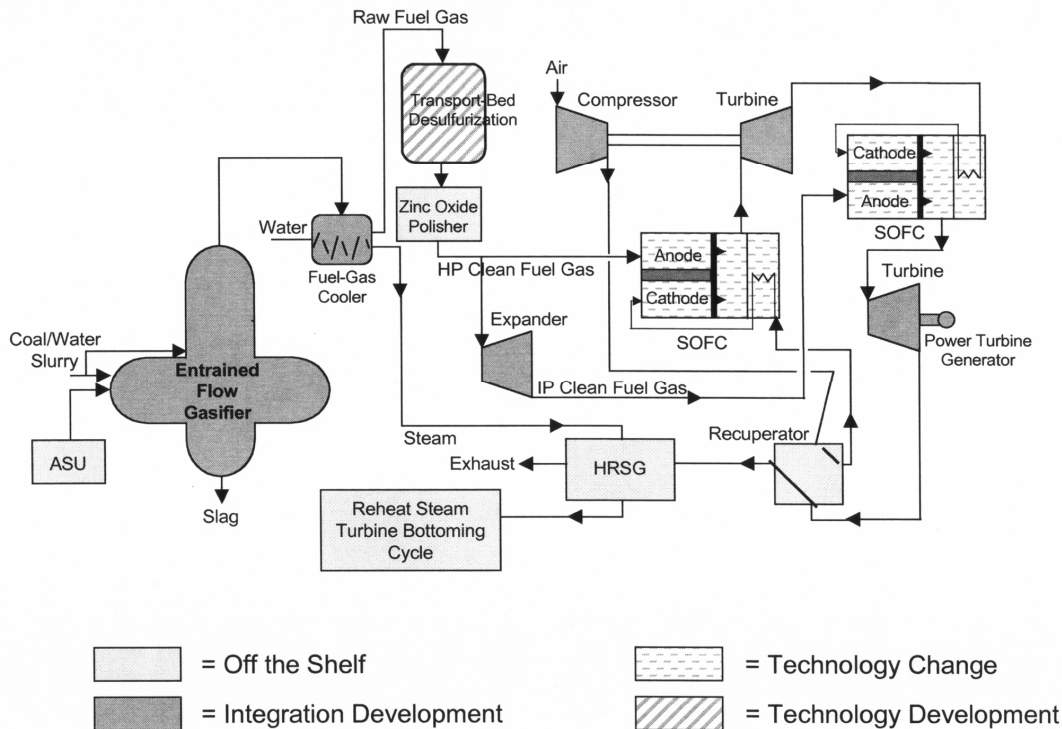 Raw Fuel Gas
Transport-Bed
Desulfurization
Air
Compressor
Turbine
Cathode
Anode
SOFC
Zinc Oxide
Polisher
Water
Fuel-Gas
Cooler
HP Clean Fuel Gas
Anode
Cathode
SOFC
Turbine
Power Turbine
Generator
Expander
IP Clean Fuel Gas
Coal/Water
Slurry
Entrained
Flow
Gasifier
ASU
Slag
Steam
Exhaust
HRSG
Recuperator
Reheat Steam
Turbine Bottoming
Cycle
= Off the Shelf
= Technology Change
= Integration Development
= Technology Development